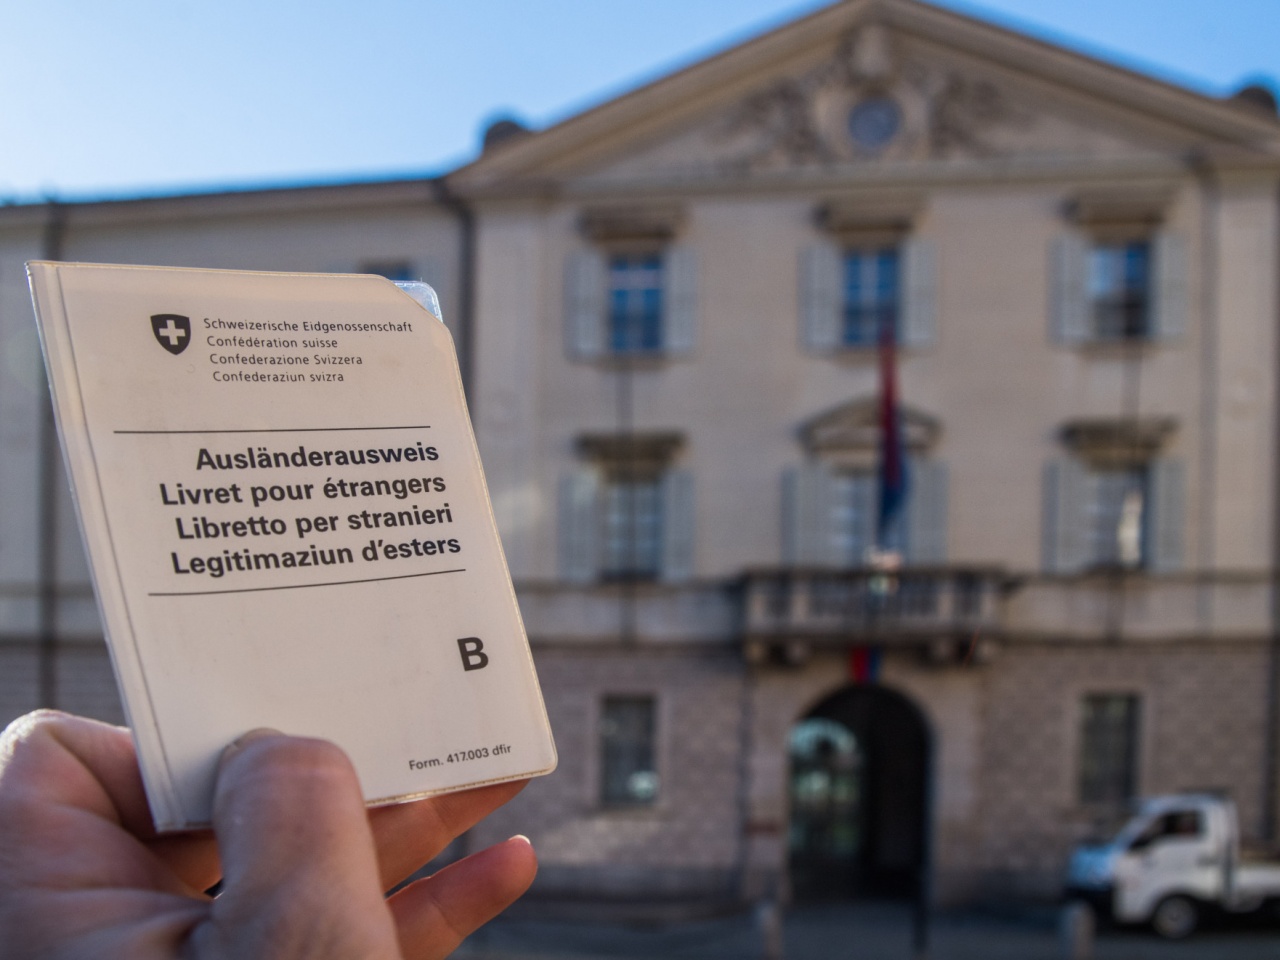 Schweizerische Eidgenossenschaft
Confédération suisse
Confederazione Svizzera
Confederaziun svizra
Ausländerausweis
Livret pour étrangers
Libretto per stranieri
Legitimaziun d'esters
B
Form. 417.003 dfir